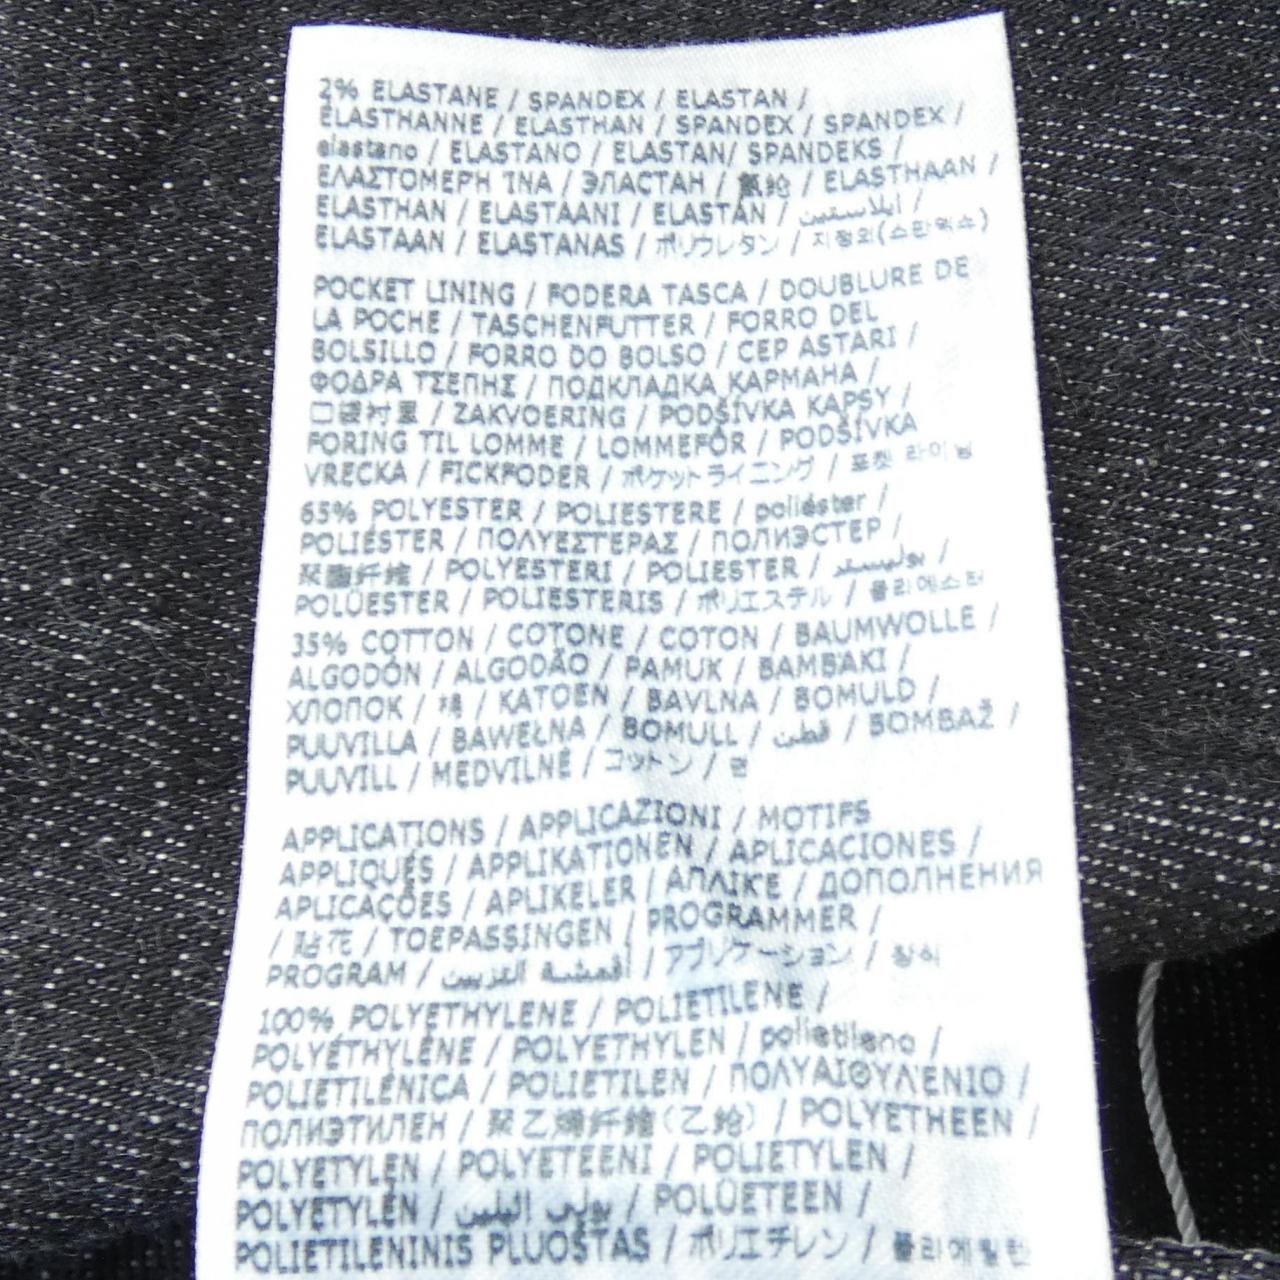 2% ELASTANE / SPANDEX / ELASTAN /
ELASTHANNE / ELASTHAN / SPANDEX / SPANDEX /
elastano / ELASTANO / ELASTAN/ SPANDEKS /
ΕΛΑΣΤΟΜΕΡΗ ΊΝΑ / ЭЛАСТАН / 氨纶 / ELASTHAAN /
ELASTHAN / ELASTAANI / ELASTAN / ايلاستين /
ELASTAAN / ELASTANAS / ポリウレタン / 지정외(스판덱스)
POCKET LINING / FODERA TASCA / DOUBLURE DE
LA POCHE / TASCHENFUTTER / FORRO DEL
BOLSILLO / FORRO DO BOLSO / CEP ASTARI /
ΦΟΔΡΑ ΤΣΕΠΗΣ / ПОДКЛАДКА КАРМАНА /
口袋衬里 / ZAKVOERING / PODŠÍVKA KAPSY /
FORING TIL LOMME / LOMMEFÔR / PODŠÍVKA
VRECKA / FICKFODER / ポケットライニング / 포켓 라이닝
65% POLYESTER / POLIESTERE / poliéster /
POLIÉSTER / ΠΟΛΥΕΣΤΕΡΑΣ / ПОЛИЭСТЕР /
聚酯纤维 / POLYESTERI / POLIESTER / بوليستر /
POLÜESTER / POLIESTERIS / ポリエステル / 폴리에스터
35% COTTON / COTONE / COTON / BAUMWOLLE /
ALGODÓN / ALGODÃO / PAMUK / BAMBAKI /
ХЛОПОК / 棉 / KATOEN / BAVLNA / BOMULD /
PUUVILLA / BAWEŁNA / BOMULL / قطن / BOMBAŽ /
PUUVILL / MEDVILNĖ / コットン / 면
APPLICATIONS / APPLICAZIONI / MOTIFS
APPLIQUÉS / APPLIKATIONEN / APLICACIONES /
APLICAÇÕES / APLIKELER / ΑΠΛΙΚΕ / ДОПОЛНЕНИЯ
/ 贴花 / TOEPASSINGEN / PROGRAMMER /
PROGRAM / أقمشة التزيين / アプリケーション / 장식
100% POLYETHYLENE / POLIETILENE /
POLYÉTHYLÈNE / POLYETHYLEN / polietileno /
POLIETILÉNICA / POLIETILEN / ΠΟΛΥΑΙΘΥΛΈΝΙΟ /
ПОЛИЭТИЛЕН / 聚乙烯纤维(乙纶) / POLYETHEEN /
POLYETYLEN / POLYETEENI / POLIETYLEN /
POLYETYLÉN / بولي اثيلين / POLÜETEEN /
POLIETILENINIS PLUOŠTAS / ポリエチレン / 폴리에틸렌